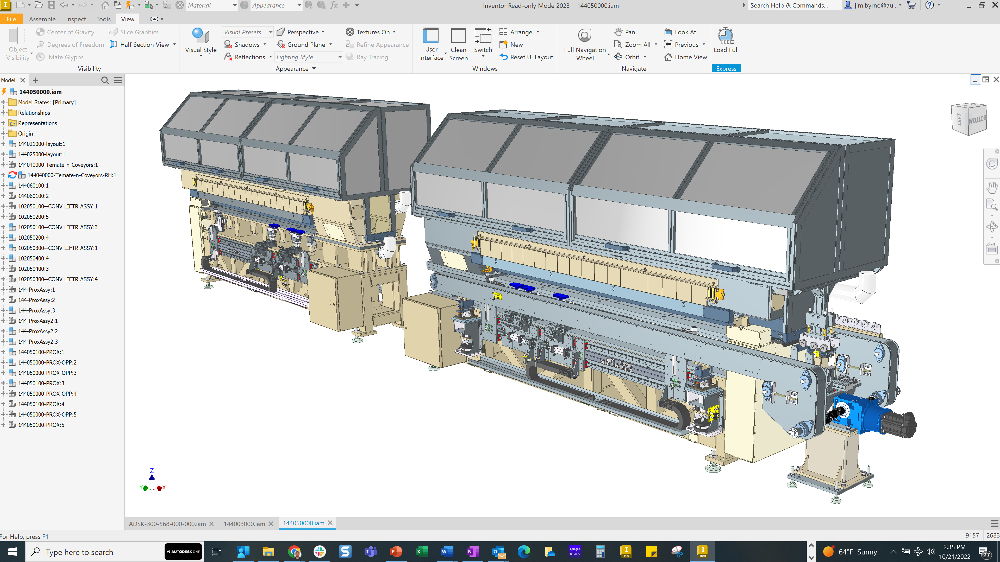 I Material Appearance fx Inventor Read-only Mode 2023 144050000.iam Search Help & Commands... jim.byrne@au...
File Assemble Inspect Tools View
Object Visibility
Center of Gravity
Degrees of Freedom
iMate Glyphs
Slice Graphics
Half Section View
Visibility
Visual Style
Visual Presets
Shadows
Reflections
Perspective
Ground Plane
Lighting Style
Textures On
Refine Appearance
Ray Tracing
Appearance
User Interface
Clean Screen
Switch
Arrange
New
Reset UI Layout
Windows
Full Navigation Wheel
Pan
Zoom All
Orbit
Look At
Previous
Home View
Navigate
Load Full
Express
Model
144050000.iam
Model States: [Primary]
Relationships
Representations
Origin
144021000-layout:1
144025000-layout:1
144040000-Temate-n-Coveyors:1
144040000-Temate-n-Coveyors-RH:1
144060100:1
144060100:2
102050100--CONV LIFTR ASSY:1
102050200:5
102050100--CONV LIFTR ASSY:3
102050200:4
102050300--CONV LIFTR ASSY:1
102050400:4
102050400:3
102050300--CONV LIFTR ASSY:4
144-ProxAssy:1
144-ProxAssy:2
144-ProxAssy:3
144-ProxAssy2:1
144-ProxAssy2:2
144-ProxAssy2:3
144050100-PROX:1
144050000-PROX-OPP:2
144050000-PROX-OPP:3
144050100-PROX:3
144050000-PROX-OPP:4
144050100-PROX:4
144050000-PROX-OPP:5
144050100-PROX:5
LEFT
BOTTOM
Z
Y X
ADSK-300-568-000-000.iam 144003000.iam 144050000.iam
For Help, press F1 9157 2683
Type here to search
AUTODESK ONE
amazon music
PRO
ROM
64°F Sunny
2:35 PM
10/21/2022
27